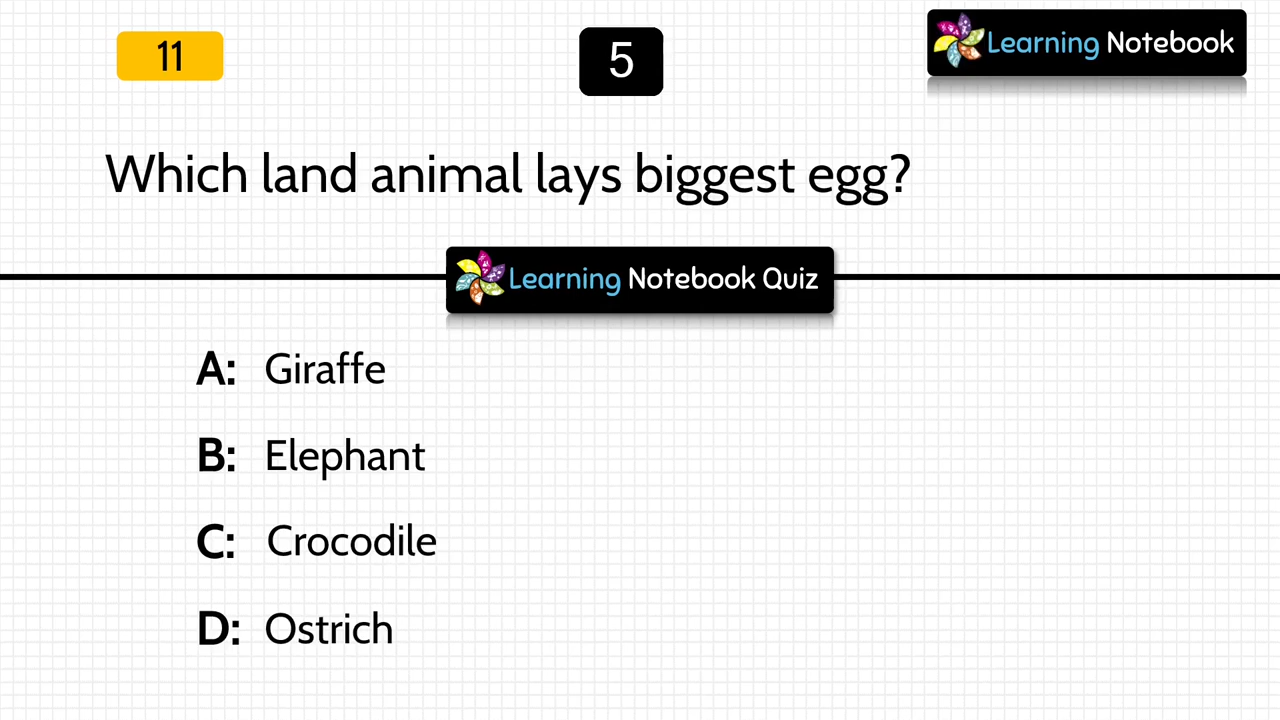 11
5
Learning Notebook
Which land animal lays biggest egg?
Learning Notebook Quiz
A: Giraffe
B: Elephant
C: Crocodile
D: Ostrich